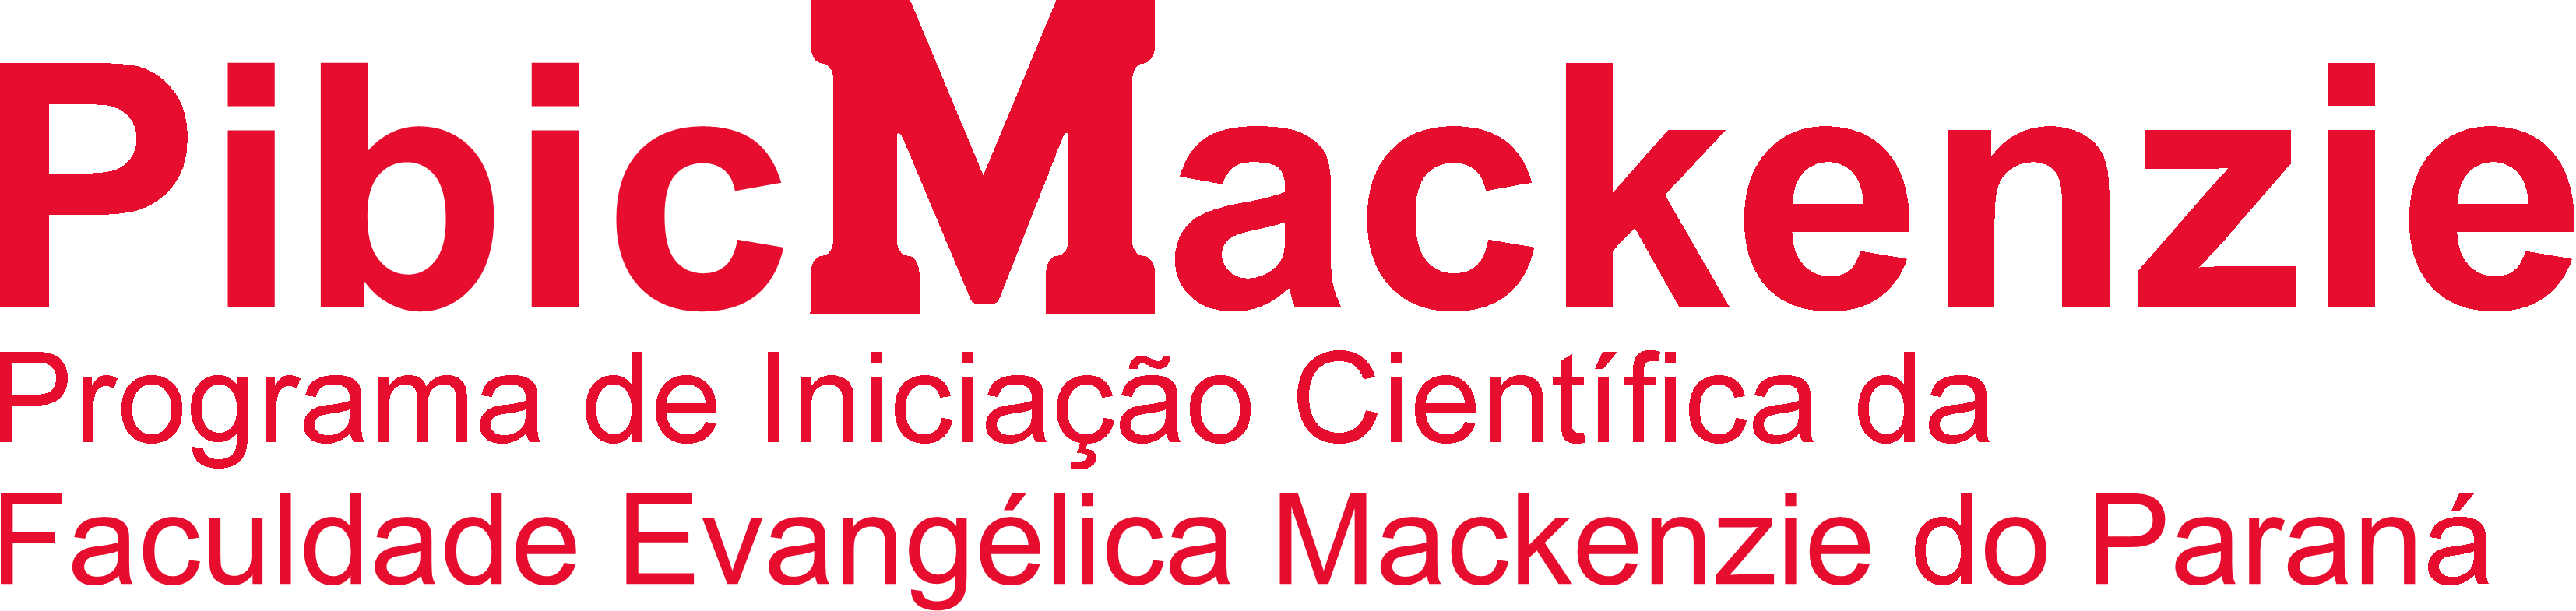 PibicMackenzie
Programa de Iniciação Científica da
Faculdade Evangélica Mackenzie do Paraná